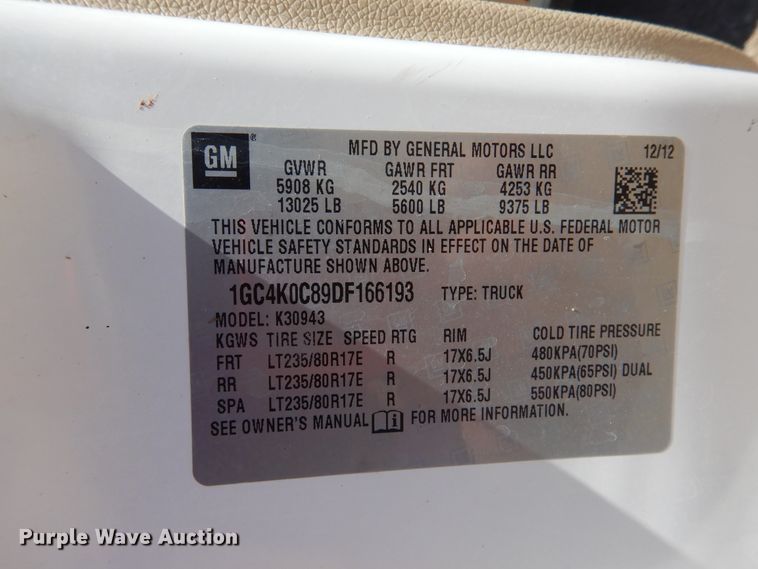 GM ®
MFD BY GENERAL MOTORS LLC 12/12
GVWR GAWR FRT GAWR RR
5908 KG 2540 KG 4253 KG
13025 LB 5600 LB 9375 LB
THIS VEHICLE CONFORMS TO ALL APPLICABLE U.S. FEDERAL MOTOR
VEHICLE SAFETY STANDARDS IN EFFECT ON THE DATE OF
MANUFACTURE SHOWN ABOVE.
1GC4K0C89DF166193 TYPE: TRUCK
MODEL: K30943
KGWS TIRE SIZE SPEED RTG RIM COLD TIRE PRESSURE
FRT LT235/80R17E R 17X6.5J 480KPA(70PSI)
RR LT235/80R17E R 17X6.5J 450KPA(65PSI) DUAL
SPA LT235/80R17E R 17X6.5J 550KPA(80PSI)
SEE OWNER'S MANUAL i FOR MORE INFORMATION.
Purple Wave Auction